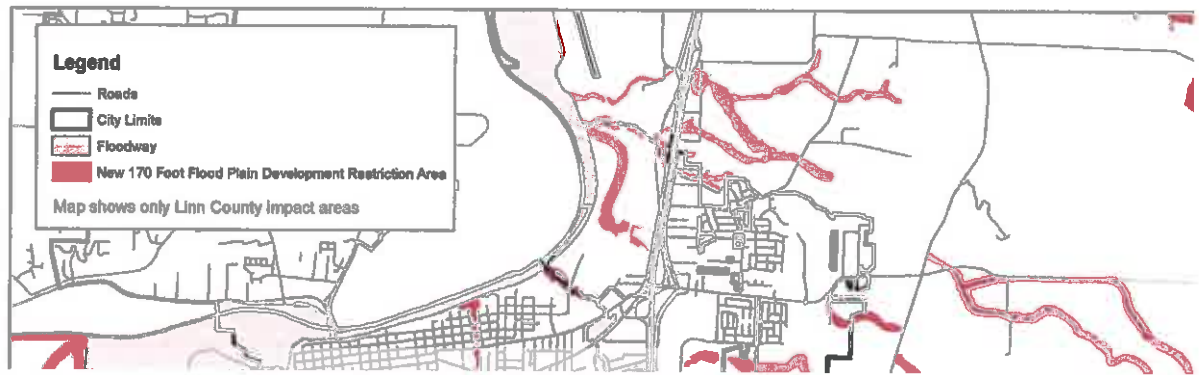 Legend
Roads
City Limits
Floodway
New 170 Foot Flood Plain Development Restriction Area
Map shows only Linn County Impact areas